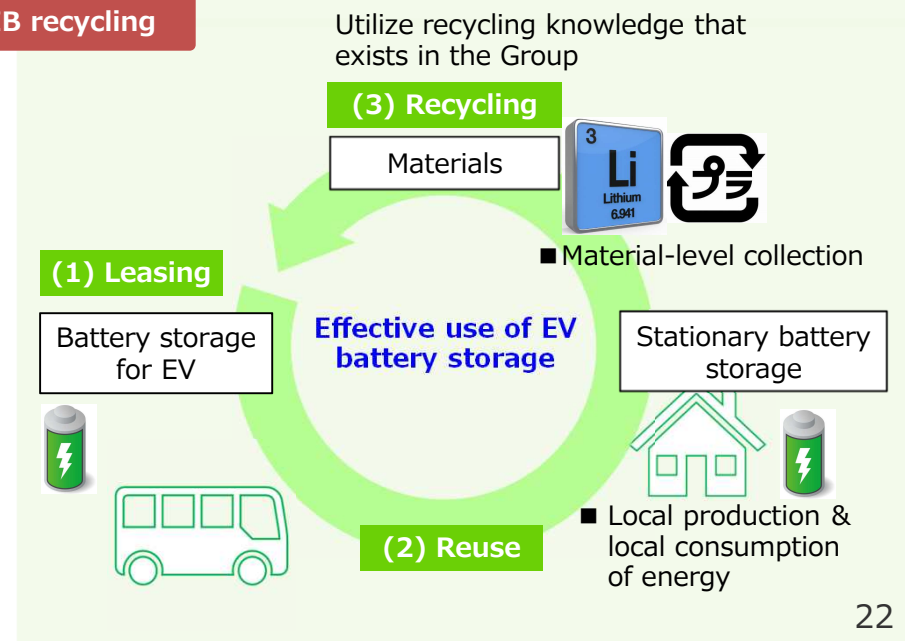 B recycling
Utilize recycling knowledge that
exists in the Group
(3) Recycling
Materials
3
Li
Lithium
6.941
プラ
■ Material-level collection
(1) Leasing
Battery storage
for EV
Effective use of EV
battery storage
Stationary battery
storage
(2) Reuse
■ Local production &
local consumption
of energy
22